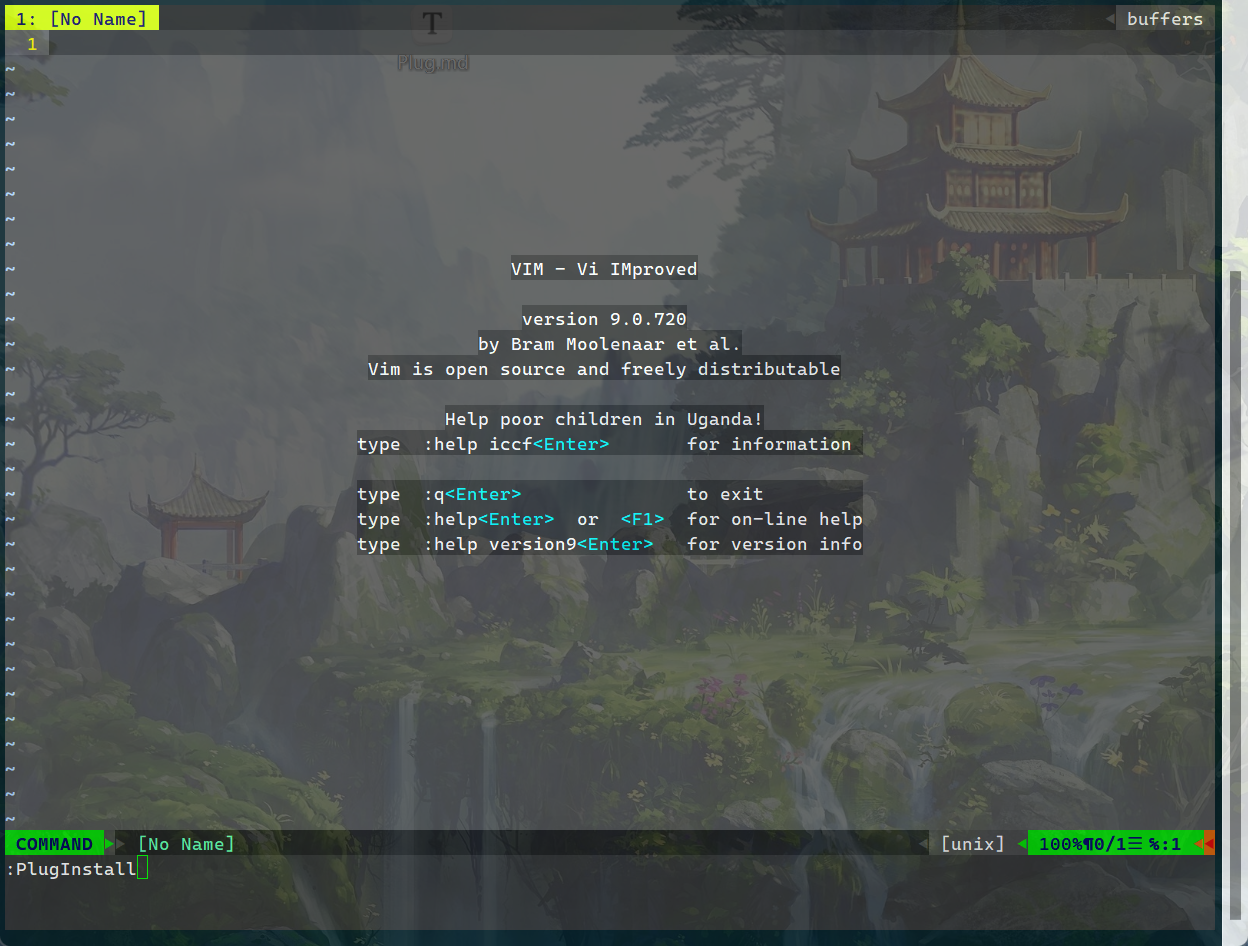 1: [No Name] buffers
T
1
Plug.md
~
~
~
~
~
~
~
~
~
VIM - Vi IMproved
~
~
version 9.0.720
~
by Bram Moolenaar et al.
~
Vim is open source and freely distributable
~
~
Help poor children in Uganda!
~
type :help iccf<Enter> for information
~
~
type :q<Enter> to exit
~
type :help<Enter> or <F1> for on-line help
~
type :help version9<Enter> for version info
~
~
~
~
~
~
~
~
~
~
~
COMMAND [No Name] [unix] 100%¶0/1☰ %:1
:PlugInstall